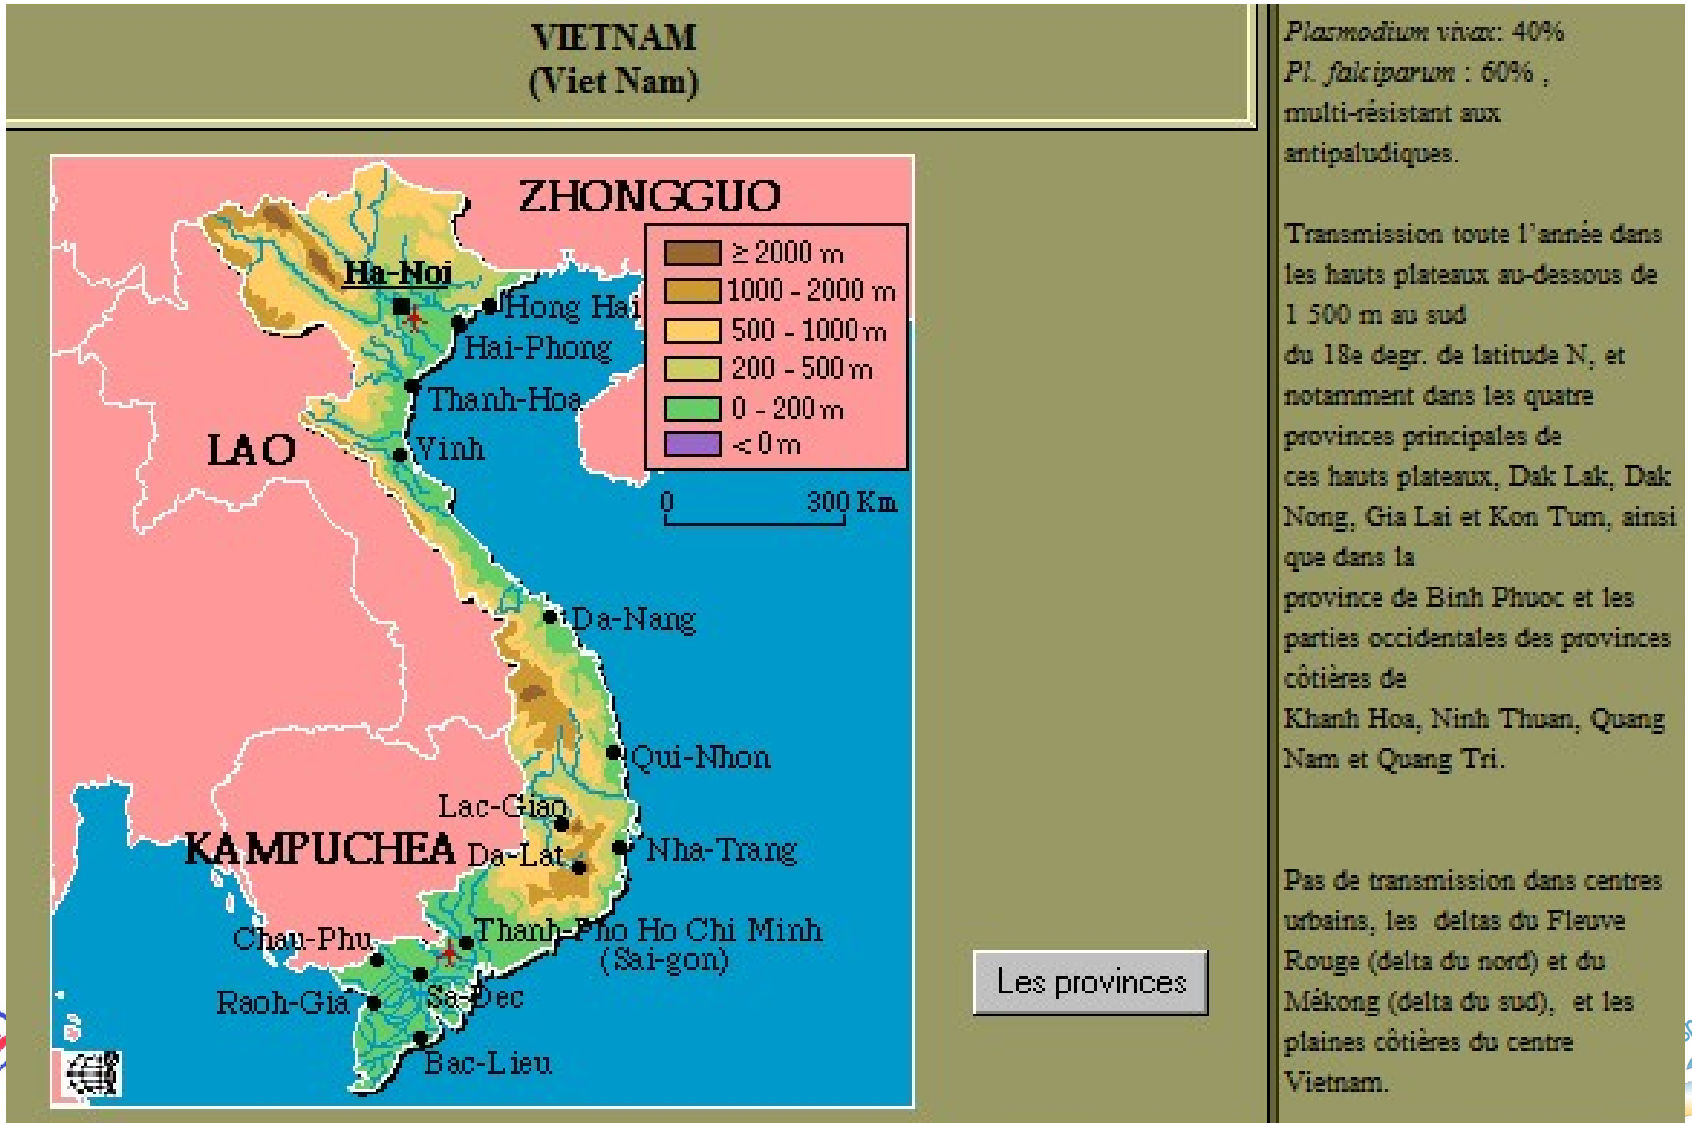 VIETNAM
(Viet Nam)
ZHONGGUO
≥ 2000 m
1000 - 2000 m
500 - 1000 m
200 - 500 m
0 - 200 m
< 0 m
0 300 Km
Ha-Noi
Hong Hai
Hai-Phong
Thanh-Hoa
LAO
Vinh
Da-Nang
Qui-Nhon
Lac-Giao
KAMPUCHEA
Da-Lat
Nha-Trang
Thanh-Pho Ho Chi Minh
(Sai-gon)
Chau-Phu
Raoh-Gia
Sa-Dec
Bac-Lieu
Les provinces
Plasmodium vivax: 40%
Pl. falciparum : 60% ,
multi-résistant aux
antipaludiques.
Transmission toute l'année dans
les hauts plateaux au-dessous de
1 500 m au sud
du 18e degr. de latitude N, et
notamment dans les quatre
provinces principales de
ces hauts plateaux, Dak Lak, Dak
Nong, Gia Lai et Kon Tum, ainsi
que dans la
province de Binh Phuoc et les
parties occidentales des provinces
côtières de
Khanh Hoa, Ninh Thuan, Quang
Nam et Quang Tri.
Pas de transmission dans centres
urbains, les deltas du Fleuve
Rouge (delta du nord) et du
Mékong (delta du sud), et les
plaines côtières du centre
Vietnam.